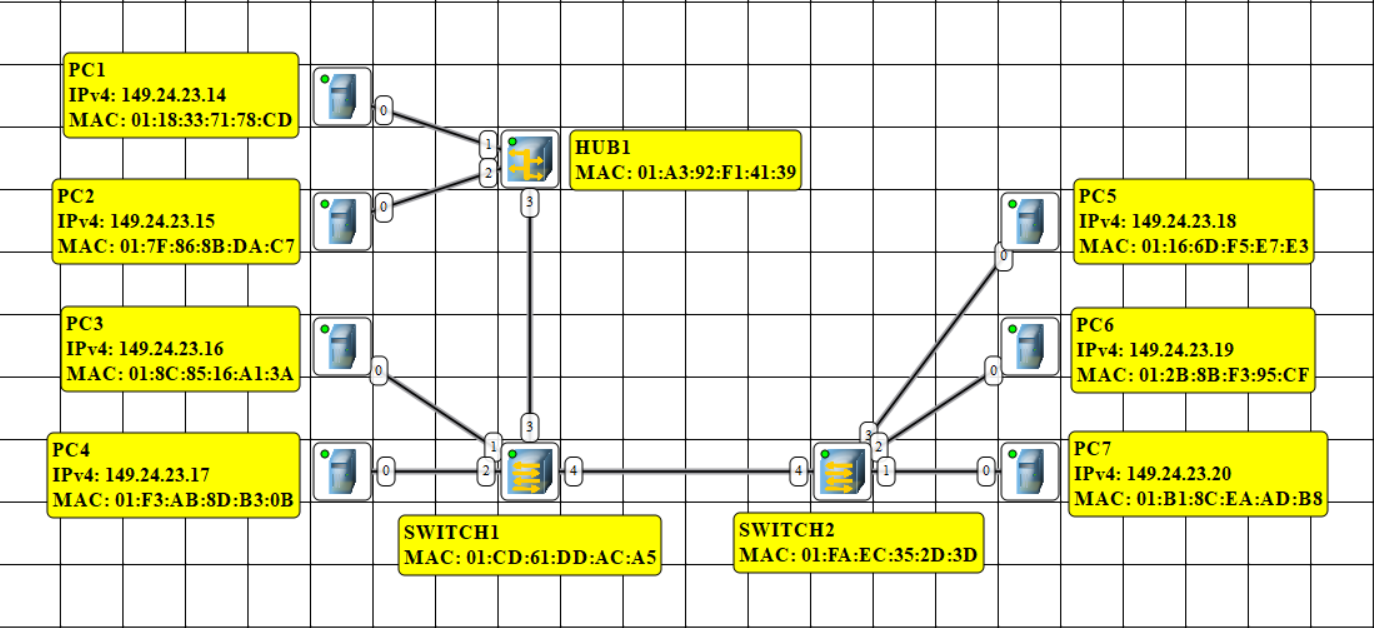 PC1
IPv4: 149.24.23.14
MAC: 01:18:33:71:78:CD
0
1
HUB1
MAC: 01:A3:92:F1:41:39
2
PC2
IPv4: 149.24.23.15
MAC: 01:7F:86:8B:DA:C7
0
3
PC5
IPv4: 149.24.23.18
MAC: 01:16:6D:F5:E7:E3
0
PC3
IPv4: 149.24.23.16
MAC: 01:8C:85:16:A1:3A
0
PC6
IPv4: 149.24.23.19
MAC: 01:2B:8B:F3:95:CF
0
3
1
3
2
PC4
IPv4: 149.24.23.17
MAC: 01:F3:AB:8D:B3:0B
0
2
4
4
1
0
PC7
IPv4: 149.24.23.20
MAC: 01:B1:8C:EA:AD:B8
SWITCH1
MAC: 01:CD:61:DD:AC:A5
SWITCH2
MAC: 01:FA:EC:35:2D:3D